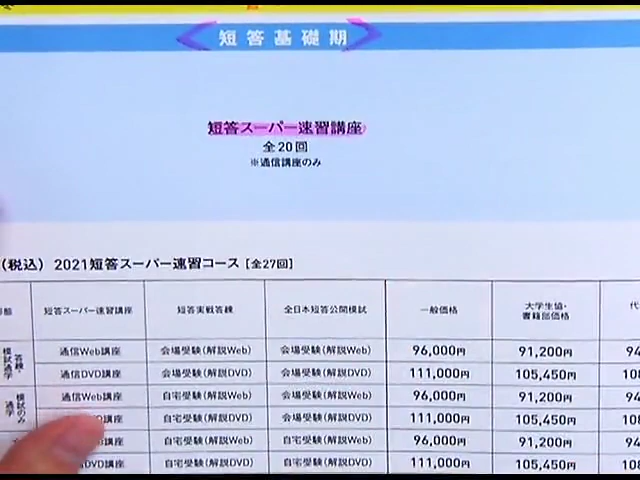 短答基礎期
短答スーパー速習講座
全20回
※通信講座のみ
(税込) 2021短答スーパー速習コース [全27回]
短答スーパー速習講座 短答実戦答練 全日本短答公開模試 一般価格 大学生協・書籍部価格
通信Web講座 会場受験(解説Web) 会場受験(解説Web) 96,000円 91,200円 94
通信DVD講座 会場受験(解説DVD) 会場受験(解説DVD) 111,000円 105,450円 108
通信Web講座 自宅受験(解説Web) 会場受験(解説Web) 96,000円 91,200円 94
講座 自宅受験(解説DVD) 会場受験(解説DVD) 111,000円 105,450円 108
講座 自宅受験(解説Web) 自宅受験(解説Web) 96,000円 91,200円 94
DVD講座 自宅受験(解説DVD) 自宅受験(解説DVD) 111,000円 105,450円 108